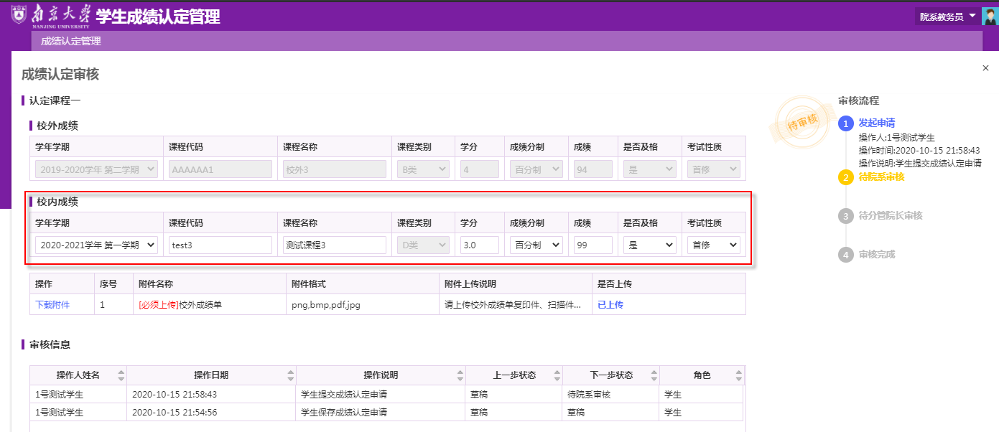 南京大学 学生成绩认定管理
NANJING UNIVERSITY
院系教务员
成绩认定管理
成绩认定审核
×
认定课程一
校外成绩
学年学期 课程代码 课程名称 课程类别 学分 成绩分制 成绩 是否及格 考试性质
2019-2020学年 第二学期 AAAAAA1 校外3 B类 4 百分制 94 是 首修
校内成绩
学年学期 课程代码 课程名称 课程类别 学分 成绩分制 成绩 是否及格 考试性质
2020-2021学年 第一学期 test3 测试课程3 D类 3.0 百分制 99 是 首修
操作 序号 附件名称 附件格式 附件上传说明 是否上传
下载附件 1 [必须上传]校外成绩单 png,bmp,pdf,jpg 请上传校外成绩单复印件、扫描件... 已上传
审核信息
操作人姓名 操作日期 操作说明 上一步状态 下一步状态 角色
1号测试学生 2020-10-15 21:58:43 学生提交成绩认定申请 草稿 待院系审核 学生
1号测试学生 2020-10-15 21:54:56 学生保存成绩认定申请 草稿 草稿 学生
待审核
审核流程
1 发起申请
操作人:1号测试学生
操作时间:2020-10-15 21:58:43
操作说明:学生提交成绩认定申请
2 待院系审核
3 待分管院长审核
4 审核完成